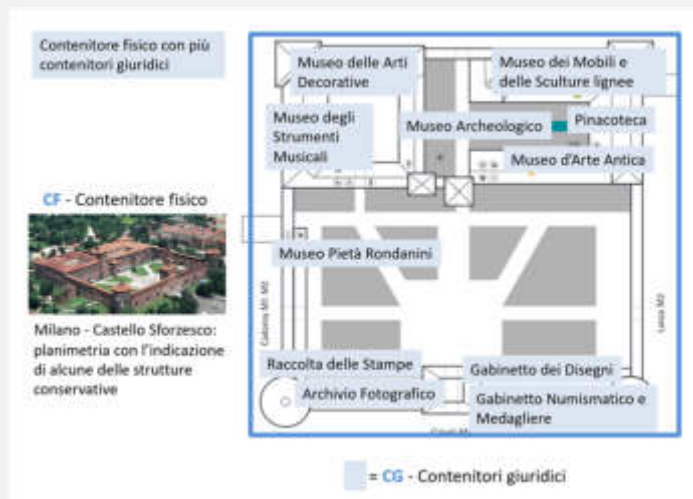 Contenitore fisico con più
contenitori giuridici
CF - Contenitore fisico
Milano - Castello Sforzesco:
planimetria con l'indicazione
di alcune delle strutture
conservative
Museo delle Arti
Decorative
Museo dei Mobili e
delle Sculture lignee
Museo degli
Strumenti
Musicali
Museo Archeologico
Pinacoteca
Museo d'Arte Antica
Museo Pietà Rondanini
Raccolta delle Stampe
Archivio Fotografico
Gabinetto dei Disegni
Gabinetto Numismatico e
Medagliere
= CG - Contenitori giuridici